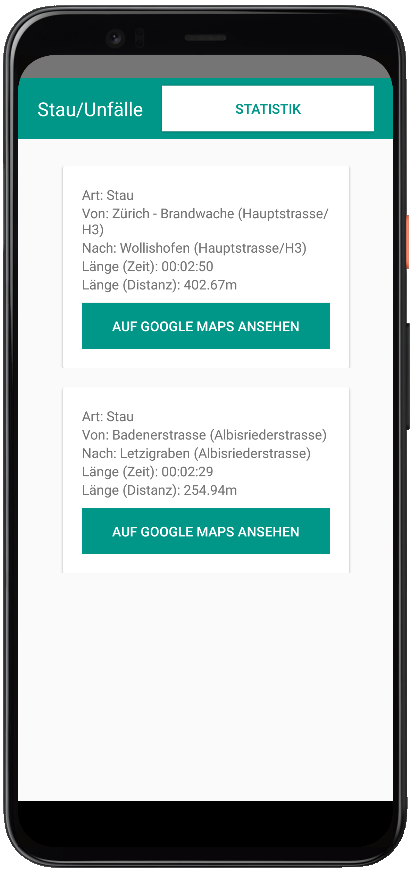 Stau/Unfälle
STATISTIK
Art: Stau
Von: Zürich - Brandwache (Hauptstrasse/
H3)
Nach: Wollishofen (Hauptstrasse/H3)
Länge (Zeit): 00:02:50
Länge (Distanz): 402.67m
AUF GOOGLE MAPS ANSEHEN
Art: Stau
Von: Badenerstrasse (Albisriederstrasse)
Nach: Letzigraben (Albisriederstrasse)
Länge (Zeit): 00:02:29
Länge (Distanz): 254.94m
AUF GOOGLE MAPS ANSEHEN